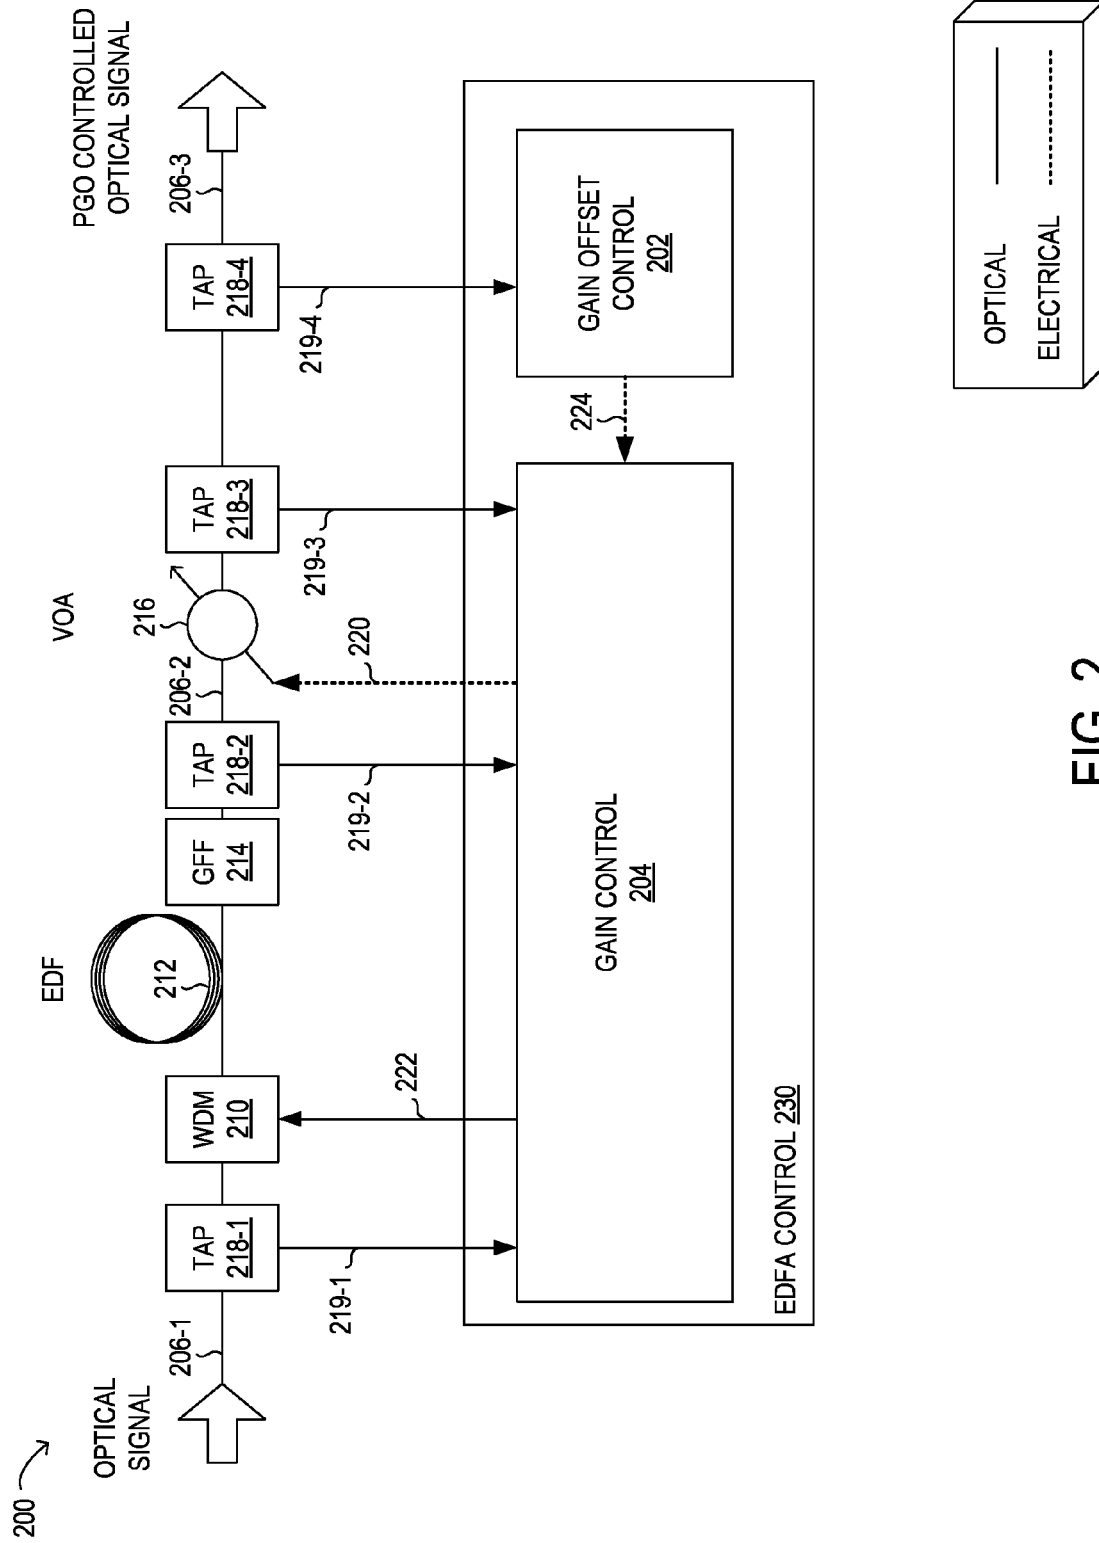 200
OPTICAL
SIGNAL
206-1
TAP
218-1
219-1
WDM
210
222
EDF
212
GFF
214
TAP
218-2
219-2
206-2
VOA
216
220
TAP
218-3
219-3
TAP
218-4
219-4
206-3
PGO CONTROLLED
OPTICAL SIGNAL
GAIN CONTROL
204
224
GAIN OFFSET
CONTROL
202
EDFA CONTROL 230
OPTICAL
ELECTRICAL
FIG. 2